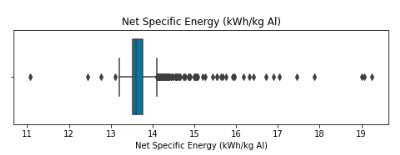 Net Specific Energy (kWh/kg Al)
11 12 13 14 15 16 17 18 19
Net Specific Energy (kWh/kg Al)